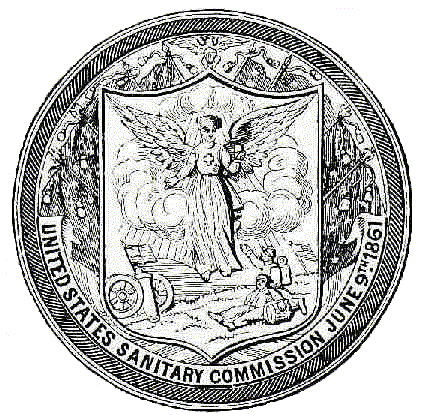 UNITED STATES SANITARY COMMISSION JUNE 9TH 1861